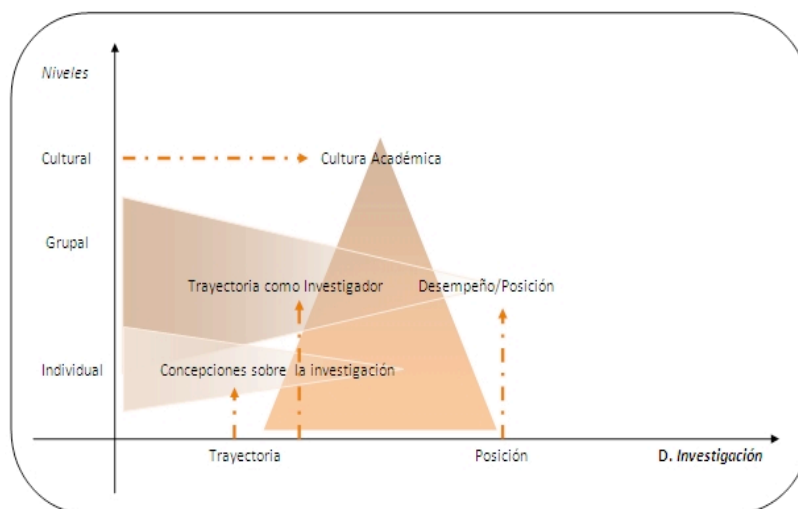 Niveles
Cultural
Cultura Académica
Grupal
Trayectoria como Investigador
Desempeño/Posición
Individual
Concepciones sobre la investigación
Trayectoria
Posición
D. Investigación